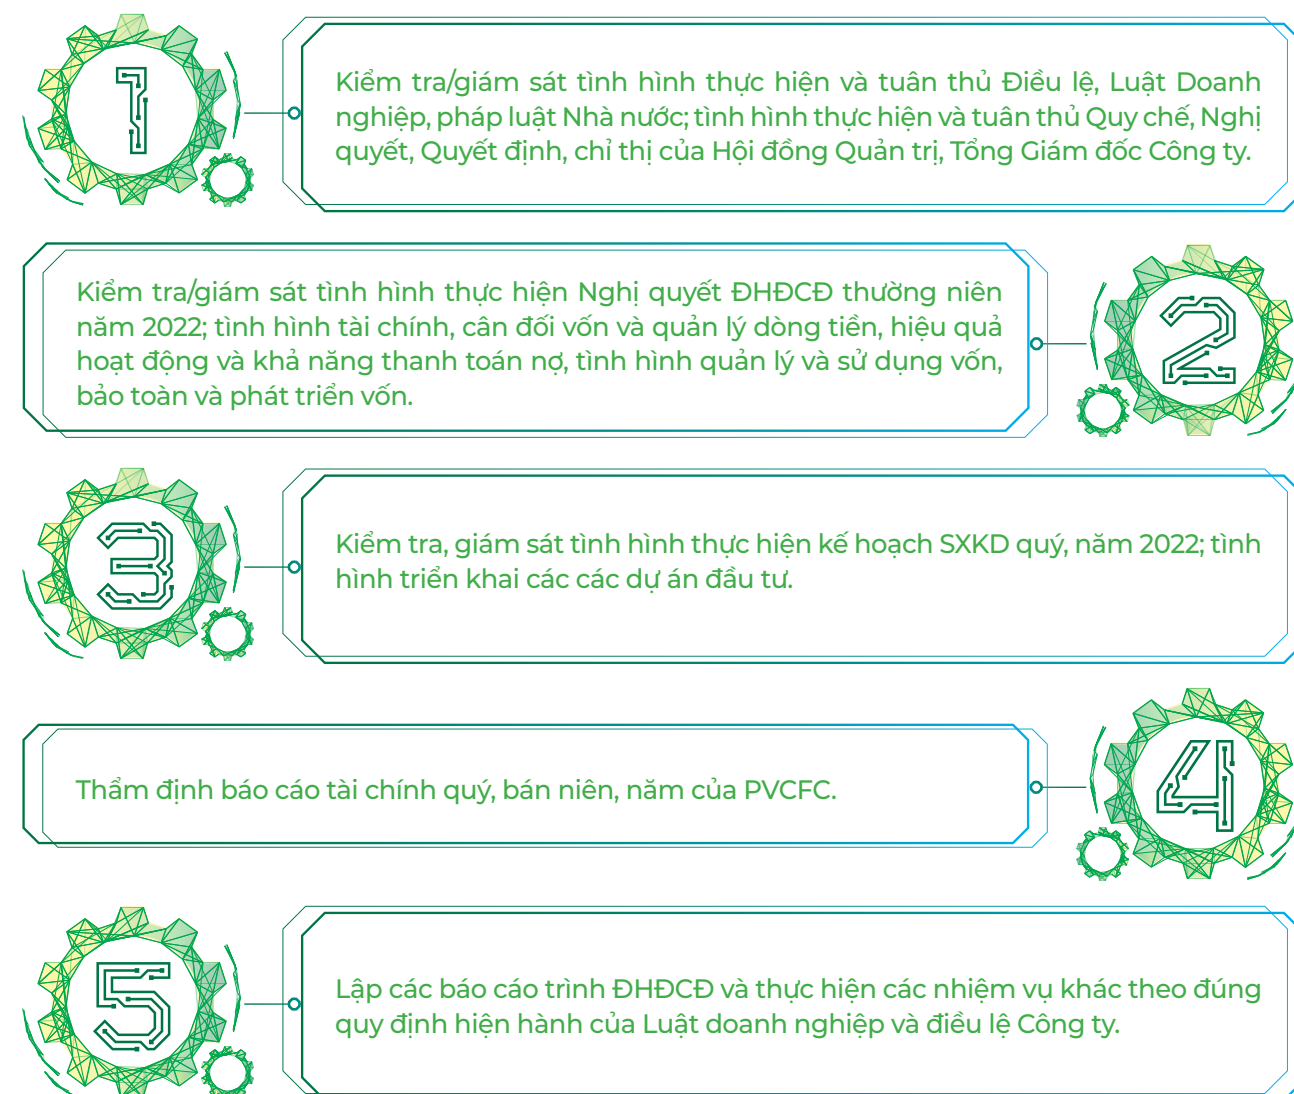 1
Kiểm tra/giám sát tình hình thực hiện và tuân thủ Điều lệ, Luật Doanh
nghiệp, pháp luật Nhà nước; tình hình thực hiện và tuân thủ Quy chế, Nghị
quyết, Quyết định, chỉ thị của Hội đồng Quản trị, Tổng Giám đốc Công ty.
Kiểm tra/giám sát tình hình thực hiện Nghị quyết ĐHĐCĐ thường niên
năm 2022; tình hình tài chính, cân đối vốn và quản lý dòng tiền, hiệu quả
hoạt động và khả năng thanh toán nợ, tình hình quản lý và sử dụng vốn,
bảo toàn và phát triển vốn.
2
3
Kiểm tra, giám sát tình hình thực hiện kế hoạch SXKD quý, năm 2022; tình
hình triển khai các các dự án đầu tư.
Thẩm định báo cáo tài chính quý, bán niên, năm của PVCFC.
4
5
Lập các báo cáo trình ĐHĐCĐ và thực hiện các nhiệm vụ khác theo đúng
quy định hiện hành của Luật doanh nghiệp và điều lệ Công ty.